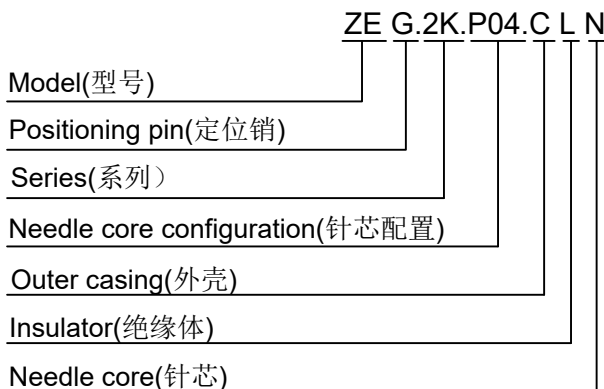 ZE G.2K.P04.C L N
Model(型号)
Positioning pin(定位销)
Series(系列）
Needle core configuration(针芯配置)
Outer casing(外壳)
Insulator(绝缘体)
Needle core(针芯)